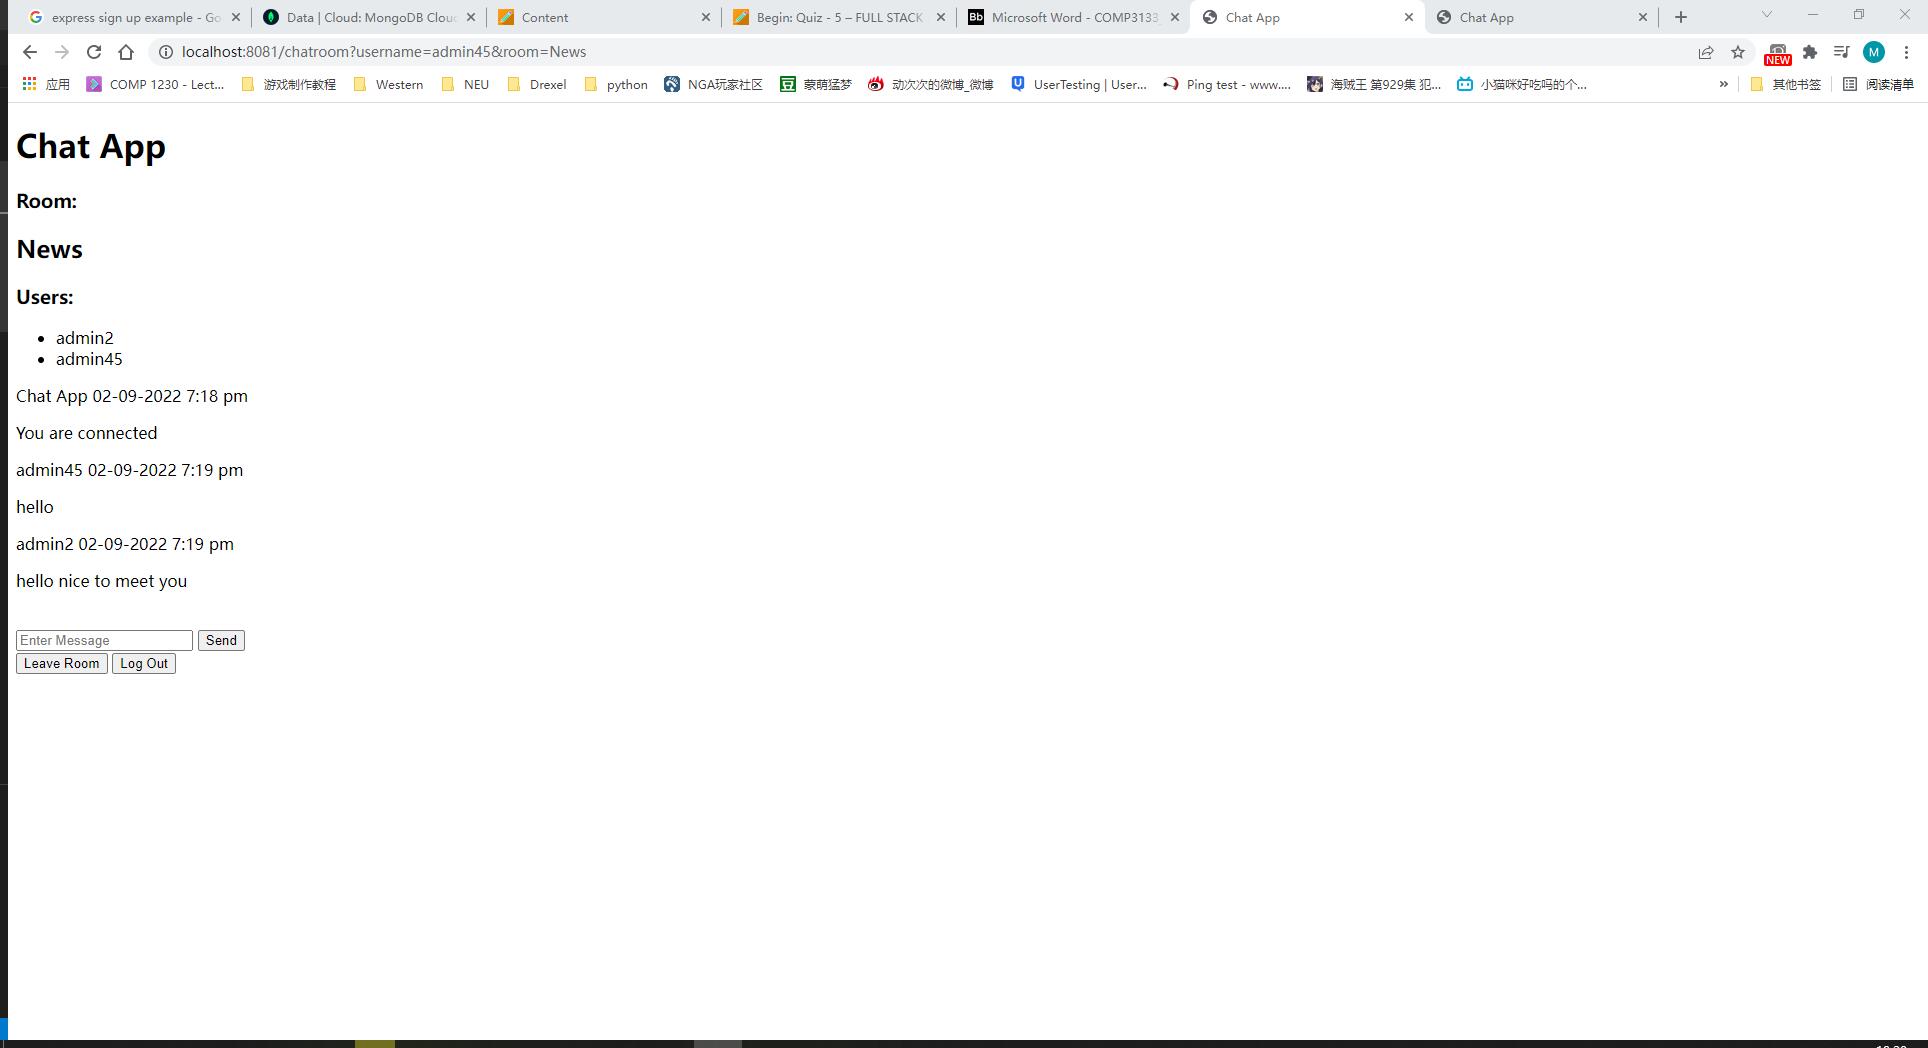 express sign up example - Go
Data | Cloud: MongoDB Cloud
Content
Begin: Quiz - 5 – FULL STACK
Bb
Microsoft Word - COMP3133_
Chat App
Chat App
localhost:8081/chatroom?username=admin45&room=News
NEW
M
应用
COMP 1230 - Lect...
游戏制作教程
Western
NEU
Drexel
python
NGA玩家社区
豆
蒙萌猛梦
动次次的微博_微博
UserTesting | User...
Ping test - www....
海贼王 第929集 犯...
小猫咪好吃吗的个...
»
其他书签
阅读清单
Chat App
Room:
News
Users:
• admin2
• admin45
Chat App 02-09-2022 7:18 pm
You are connected
admin45 02-09-2022 7:19 pm
hello
admin2 02-09-2022 7:19 pm
hello nice to meet you
Enter Message
Send
Leave Room
Log Out